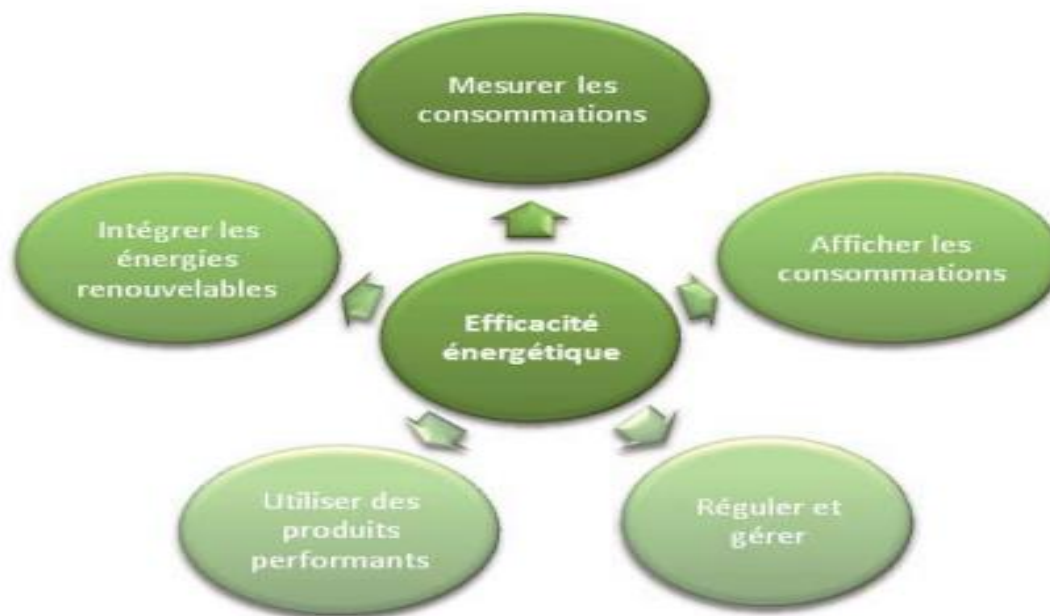 Mesurer les
consommations
Intégrer les
énergies
renouvelables
Afficher les
consommations
Efficacité
énergétique
Utiliser des
produits
performants
Réguler et
gérer